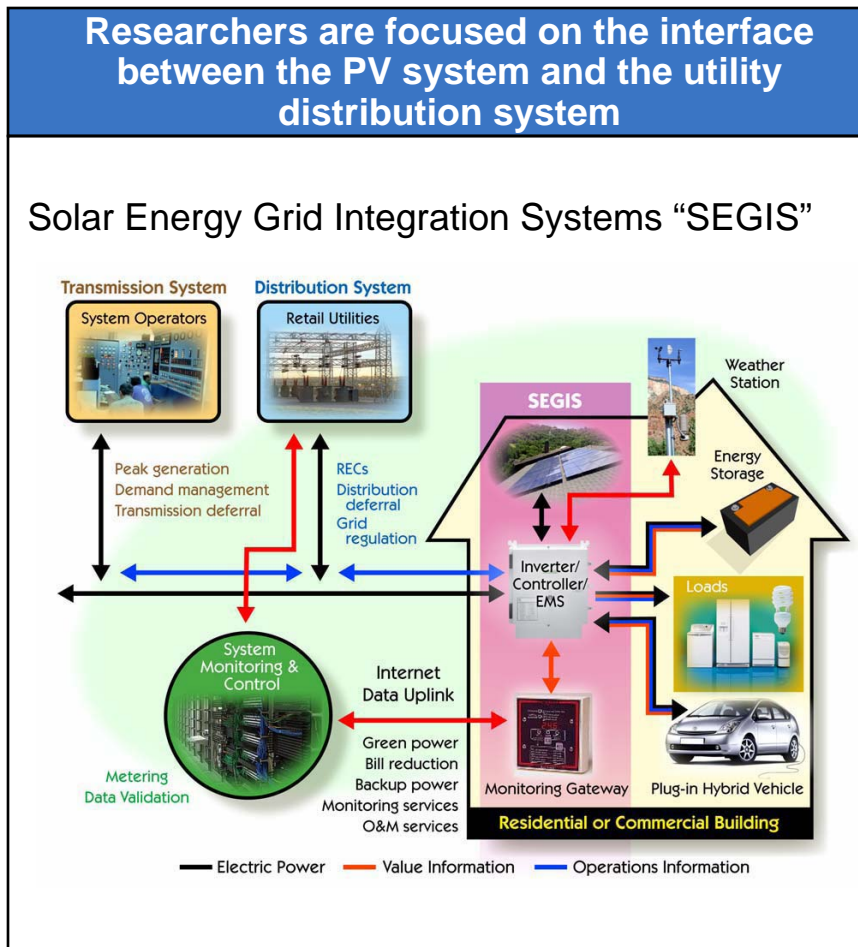 Researchers are focused on the interface
between the PV system and the utility
distribution system
Solar Energy Grid Integration Systems “SEGIS”
Transmission System
Distribution System
System Operators
Retail Utilities
Weather
Station
SEGIS
Energy
Storage
Peak generation
Demand management
Transmission deferral
RECs
Distribution
deferral
Grid
regulation
Inverter/
Controller/
EMS
Loads
System
Monitoring &
Control
Internet
Data Uplink
Green power
Bill reduction
Backup power
Monitoring services
O&M services
Metering
Data Validation
Monitoring Gateway
Plug-in Hybrid Vehicle
Residential or Commercial Building
Electric Power
Value Information
Operations Information